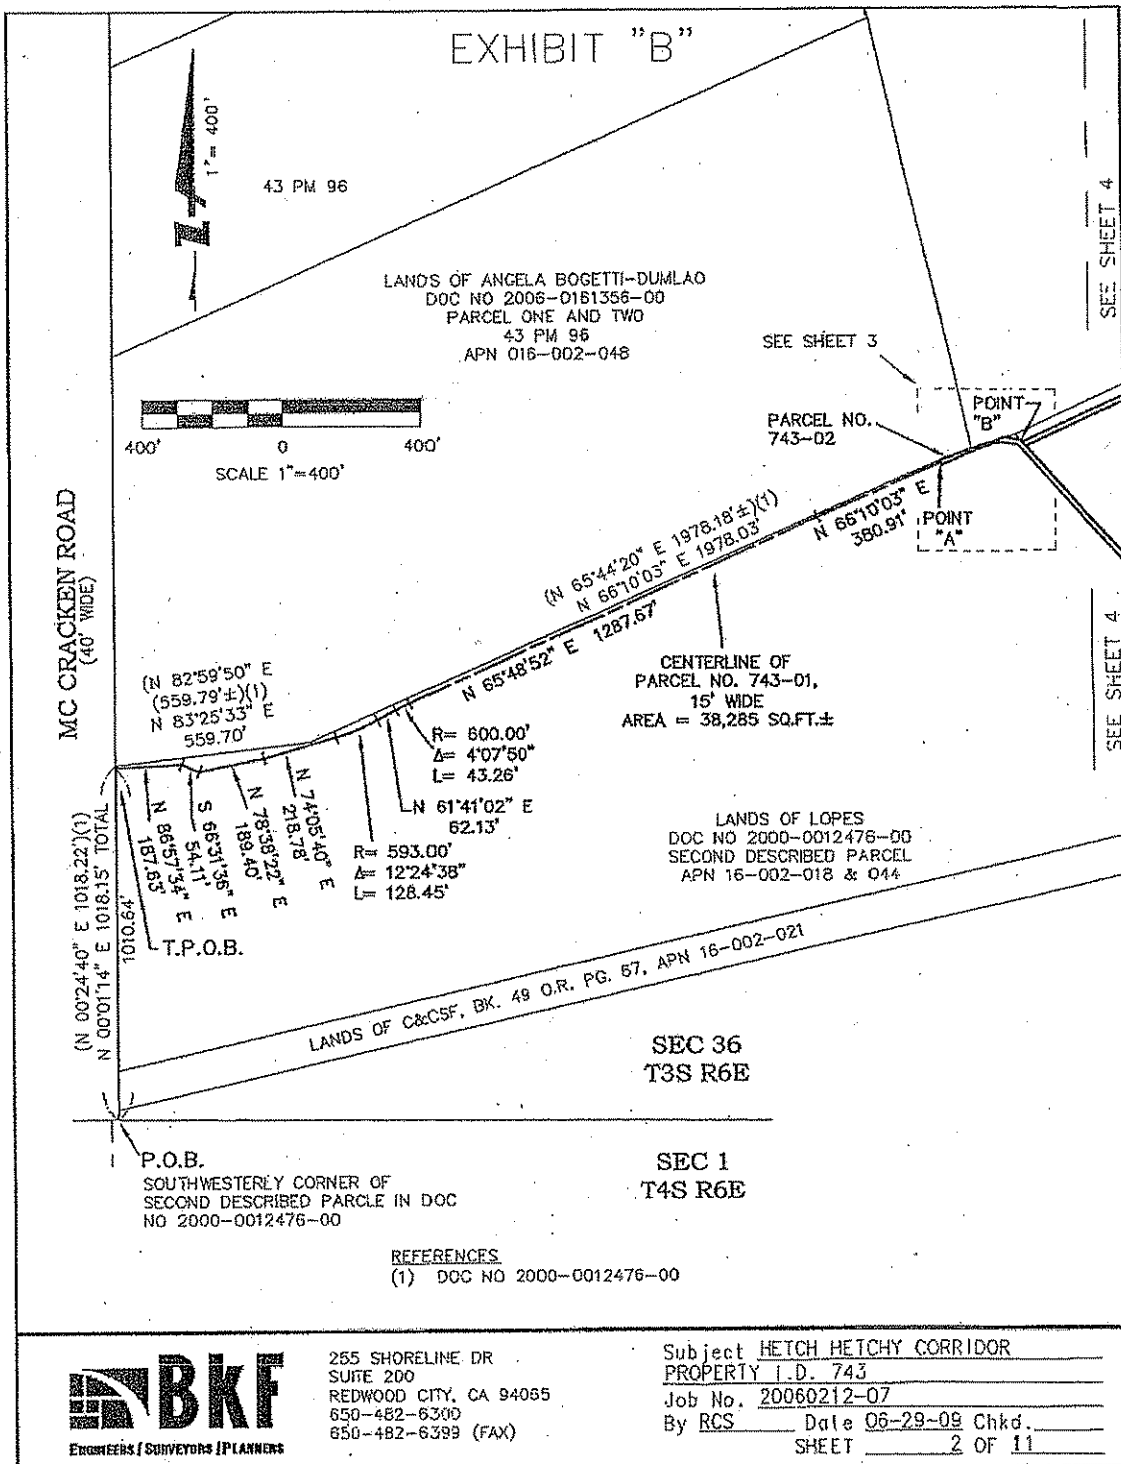 EXHIBIT "B"
1"= 400'
Z
43 PM 96
LANDS OF ANGELA BOGETTI-DUMLAO
DOC NO 2006-0161356-00
PARCEL ONE AND TWO
43 PM 96
APN 016-002-048
SEE SHEET 4
SEE SHEET 3
PARCEL NO.
743-02
POINT
"B"
POINT
"A"
400'
0
400'
SCALE 1"=400'
MC CRACKEN ROAD
(40' WIDE)
(N 65°44'20" E 1978.18'±)(1)
N 66°10'03" E 1978.03'
N 66°10'03" E
380.91'
N 65°48'52" E 1287.67'
CENTERLINE OF
PARCEL NO. 743-01,
15' WIDE
AREA = 38,285 SQ.FT.±
SEE SHEET 4
(N 82°59'50" E
(559.79'±)(1)
N 83°25'33" E
559.70'
R= 600.00'
Δ= 4°07'50"
L= 43.26'
N 61°41'02" E
62.13'
R= 593.00'
Δ= 12°24'38"
L= 128.45'
N 74°05'40" E
218.78'
N 78°38'22" E
189.40'
S 66°31'36" E
54.11'
N 86°57'34" E
187.63'
T.P.O.B.
(N 00°24'40" E 1018.22')(1)
N 00°01'14" E 1018.15' TOTAL
1010.64'
LANDS OF LOPES
DOC NO 2000-0012476-00
SECOND DESCRIBED PARCEL
APN 16-002-018 & 044
LANDS OF C&CSF, BK. 49 O.R. PG. 67, APN 16-002-021
SEC 36
T3S R6E
SEC 1
T4S R6E
P.O.B.
SOUTHWESTERLY CORNER OF
SECOND DESCRIBED PARCLE IN DOC
NO 2000-0012476-00
REFERENCES
(1) DOC NO 2000-0012476-00
BKF
ENGINEERS / SURVEYORS / PLANNERS
255 SHORELINE DR
SUITE 200
REDWOOD CITY, CA 94065
650-482-6300
650-482-6399 (FAX)
Subject HETCH HETCHY CORRIDOR
PROPERTY I.D. 743
Job No. 20060212-07
By RCS Date 06-29-09 Chkd.
SHEET 2 OF 11